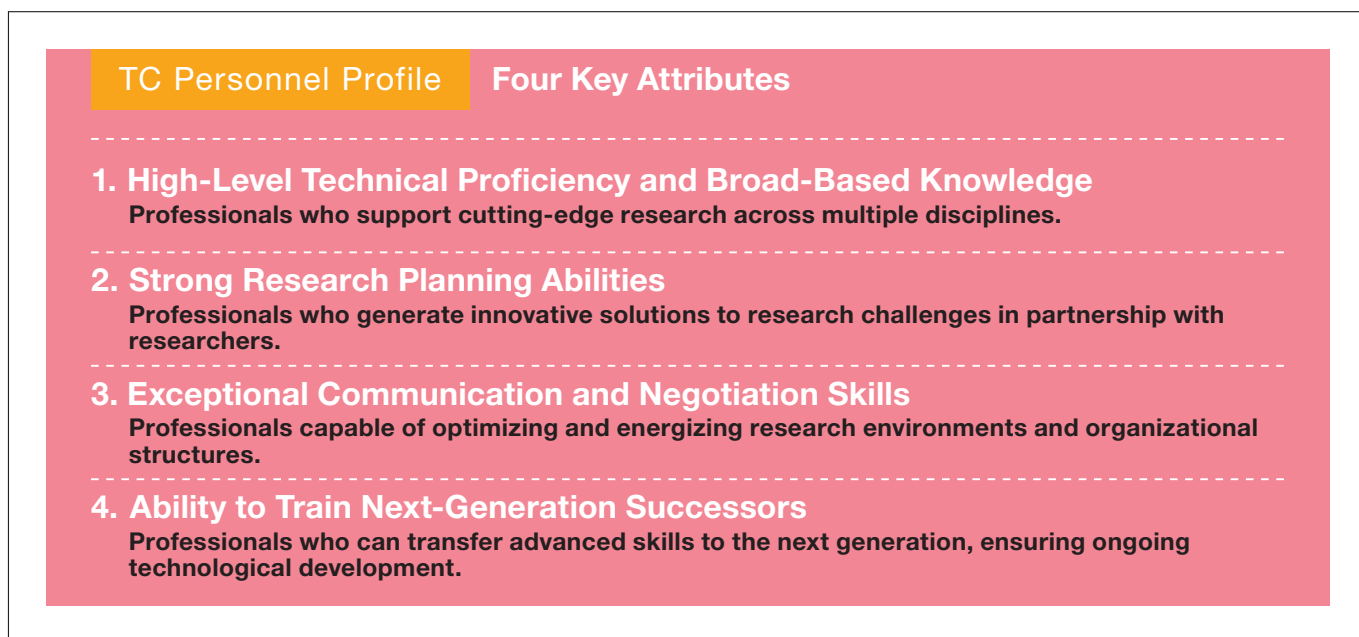 TC Personnel Profile Four Key Attributes
1. High-Level Technical Proficiency and Broad-Based Knowledge
Professionals who support cutting-edge research across multiple disciplines.
2. Strong Research Planning Abilities
Professionals who generate innovative solutions to research challenges in partnership with
researchers.
3. Exceptional Communication and Negotiation Skills
Professionals capable of optimizing and energizing research environments and organizational
structures.
4. Ability to Train Next-Generation Successors
Professionals who can transfer advanced skills to the next generation, ensuring ongoing
technological development.